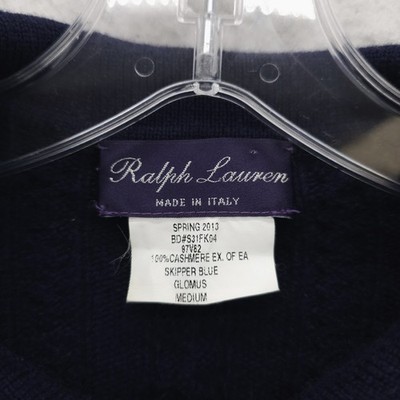 Ralph Lauren
MADE IN ITALY
SPRING 2013
BD#S31FK04
97V82
100%CASHMERE EX. OF EA
SKIPPER BLUE
GLOMUS
MEDIUM